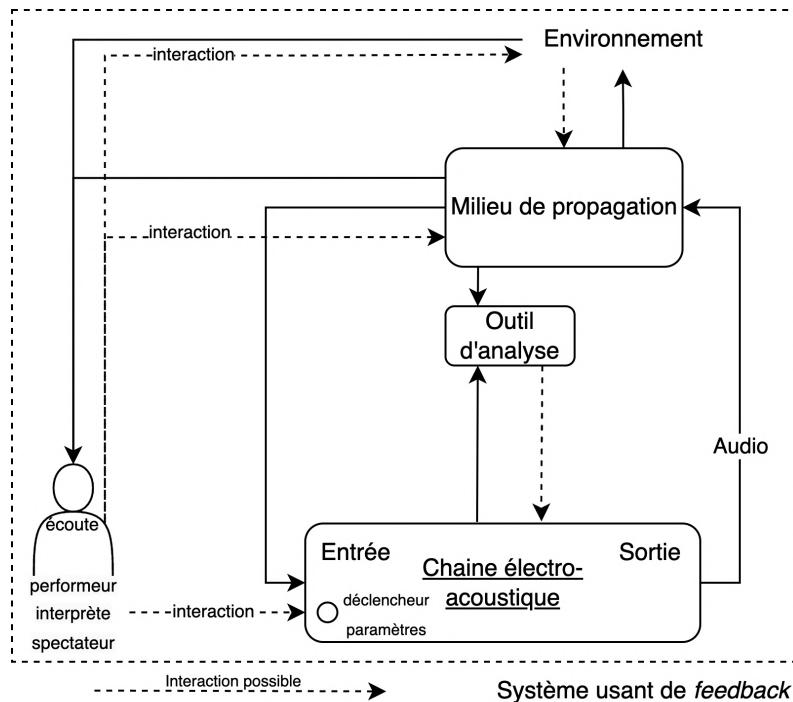 Environnement
interaction
Milieu de propagation
interaction
Outil
d'analyse
Audio
écoute
Entrée
Sortie
Chaine électro-
acoustique
performeur
interprète
spectateur
interaction
déclencheur
paramètres
Interaction possible
Système usant de feedback